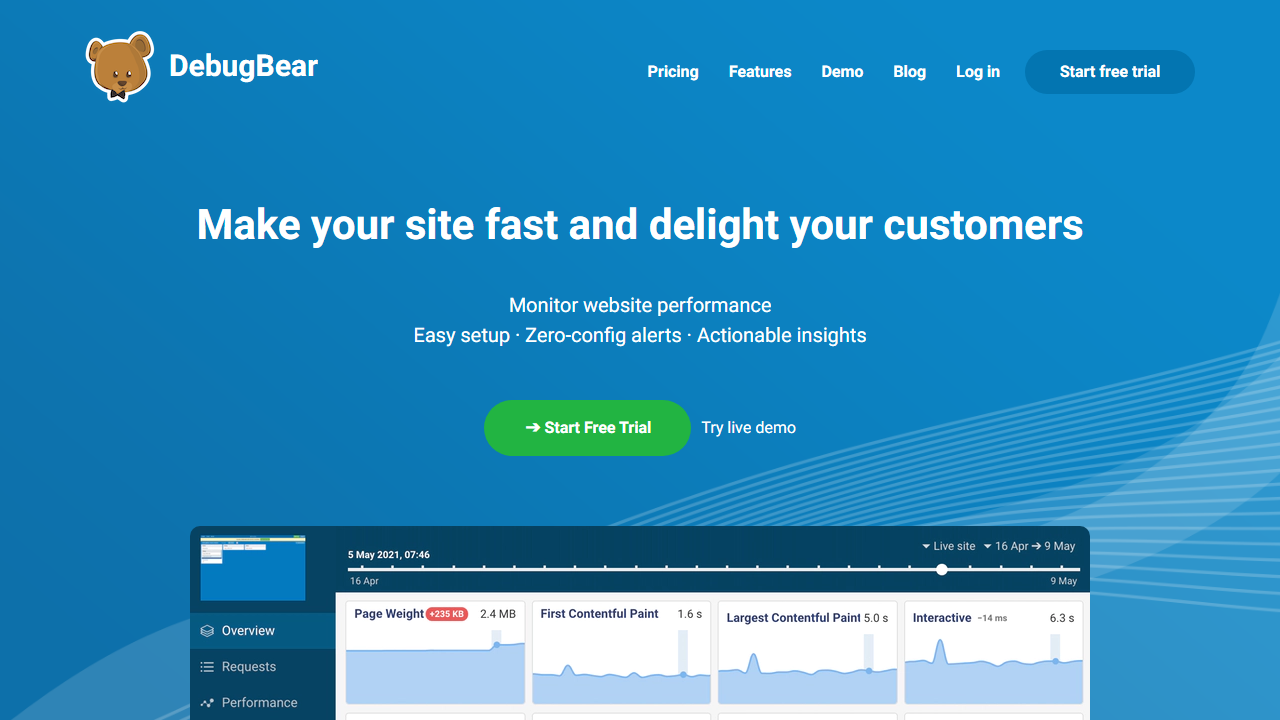 DebugBear
Pricing Features Demo Blog Log in Start free trial
Make your site fast and delight your customers
Monitor website performance
Easy setup · Zero-config alerts · Actionable insights
➔ Start Free Trial Try live demo
Live site 16 Apr ➔ 9 May
5 May 2021, 07:46
16 Apr 9 May
Page Weight +235 KB 2.4 MB
First Contentful Paint 1.6 s
Largest Contentful Paint 5.0 s
Interactive −14 ms 6.3 s
Overview
Requests
Performance